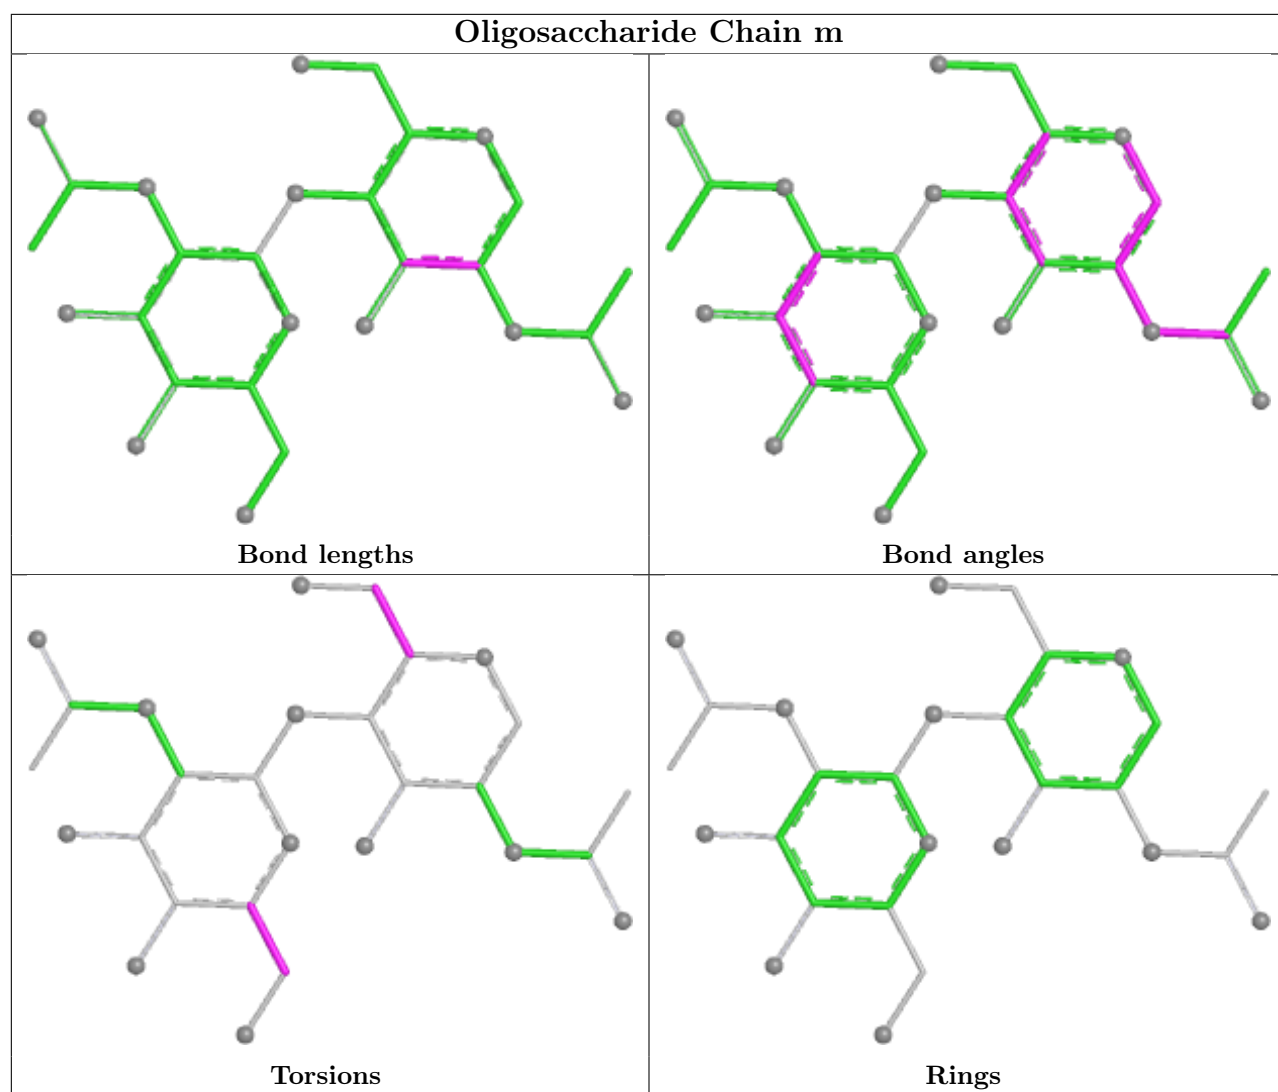 Oligosaccharide Chain m
Bond lengths
Bond angles
Torsions
Rings